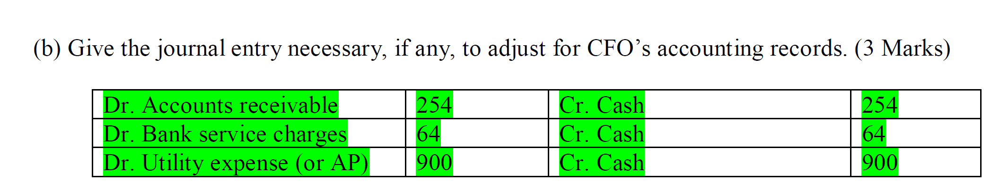 (b) Give the journal entry necessary, if any, to adjust for CFO’s accounting records. (3 Marks)
Dr. Accounts receivable 254 Cr. Cash 254
Dr. Bank service charges 64 Cr. Cash 64
Dr. Utility expense (or AP) 900 Cr. Cash 900